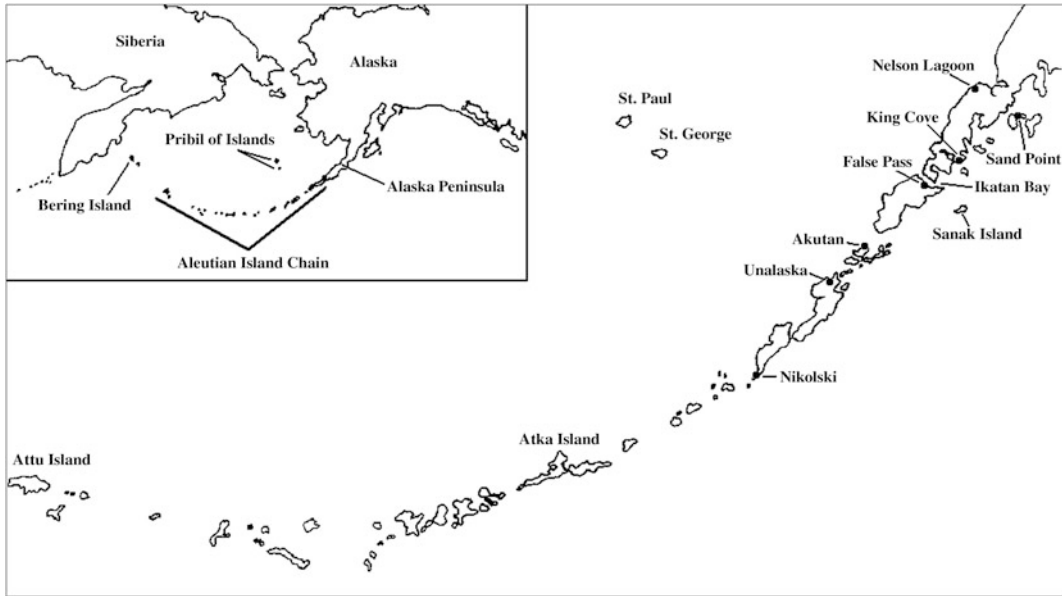 Siberia
Alaska
Pribil of Islands
Bering Island
Alaska Peninsula
Aleutian Island Chain
St. Paul
St. George
Nelson Lagoon
King Cove
Sand Point
False Pass
Ikatan Bay
Sanak Island
Akutan
Unalaska
Nikolski
Atka Island
Attu Island